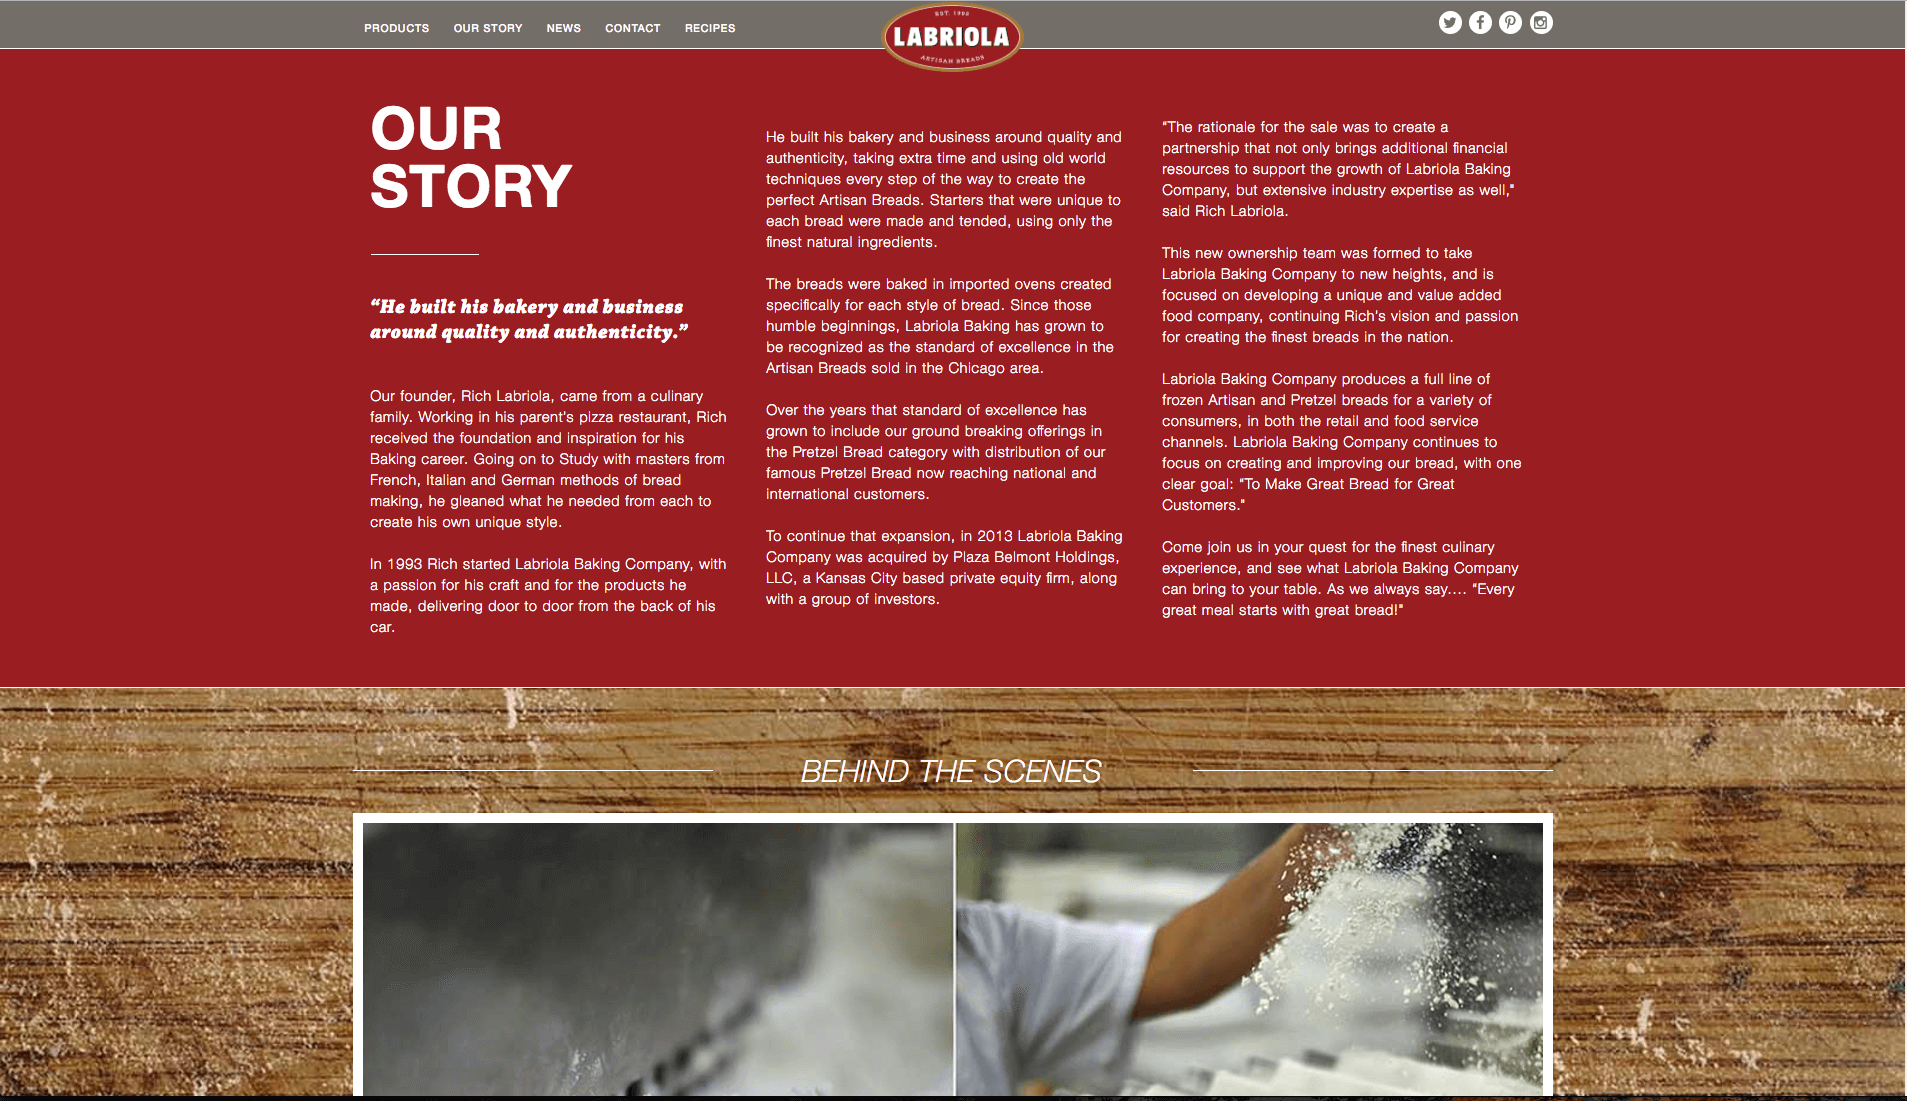 PRODUCTS OUR STORY NEWS CONTACT RECIPES
EST. 1993
LABRIOLA
ARTISAN BREADS
OUR
STORY
“He built his bakery and business
around quality and authenticity.”
Our founder, Rich Labriola, came from a culinary
family. Working in his parent's pizza restaurant, Rich
received the foundation and inspiration for his
Baking career. Going on to Study with masters from
French, Italian and German methods of bread
making, he gleaned what he needed from each to
create his own unique style.
In 1993 Rich started Labriola Baking Company, with
a passion for his craft and for the products he
made, delivering door to door from the back of his
car.
He built his bakery and business around quality and
authenticity, taking extra time and using old world
techniques every step of the way to create the
perfect Artisan Breads. Starters that were unique to
each bread were made and tended, using only the
finest natural ingredients.
The breads were baked in imported ovens created
specifically for each style of bread. Since those
humble beginnings, Labriola Baking has grown to
be recognized as the standard of excellence in the
Artisan Breads sold in the Chicago area.
Over the years that standard of excellence has
grown to include our ground breaking offerings in
the Pretzel Bread category with distribution of our
famous Pretzel Bread now reaching national and
international customers.
To continue that expansion, in 2013 Labriola Baking
Company was acquired by Plaza Belmont Holdings,
LLC, a Kansas City based private equity firm, along
with a group of investors.
"The rationale for the sale was to create a
partnership that not only brings additional financial
resources to support the growth of Labriola Baking
Company, but extensive industry expertise as well,"
said Rich Labriola.
This new ownership team was formed to take
Labriola Baking Company to new heights, and is
focused on developing a unique and value added
food company, continuing Rich's vision and passion
for creating the finest breads in the nation.
Labriola Baking Company produces a full line of
frozen Artisan and Pretzel breads for a variety of
consumers, in both the retail and food service
channels. Labriola Baking Company continues to
focus on creating and improving our bread, with one
clear goal: "To Make Great Bread for Great
Customers."
Come join us in your quest for the finest culinary
experience, and see what Labriola Baking Company
can bring to your table. As we always say.... "Every
great meal starts with great bread!"
BEHIND THE SCENES